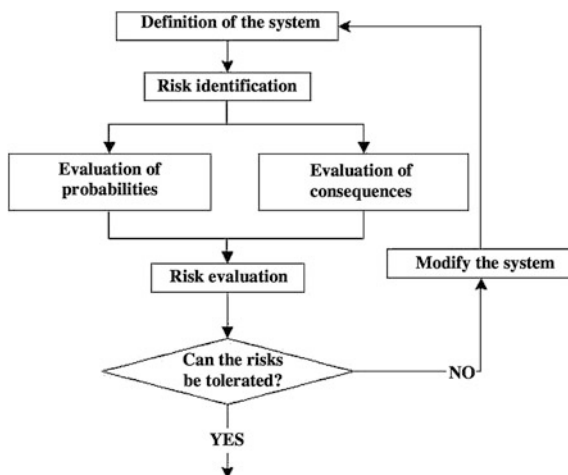 Definition of the system
Risk identification
Evaluation of
probabilities
Evaluation of
consequences
Risk evaluation
Modify the system
Can the risks
be tolerated?
NO
YES